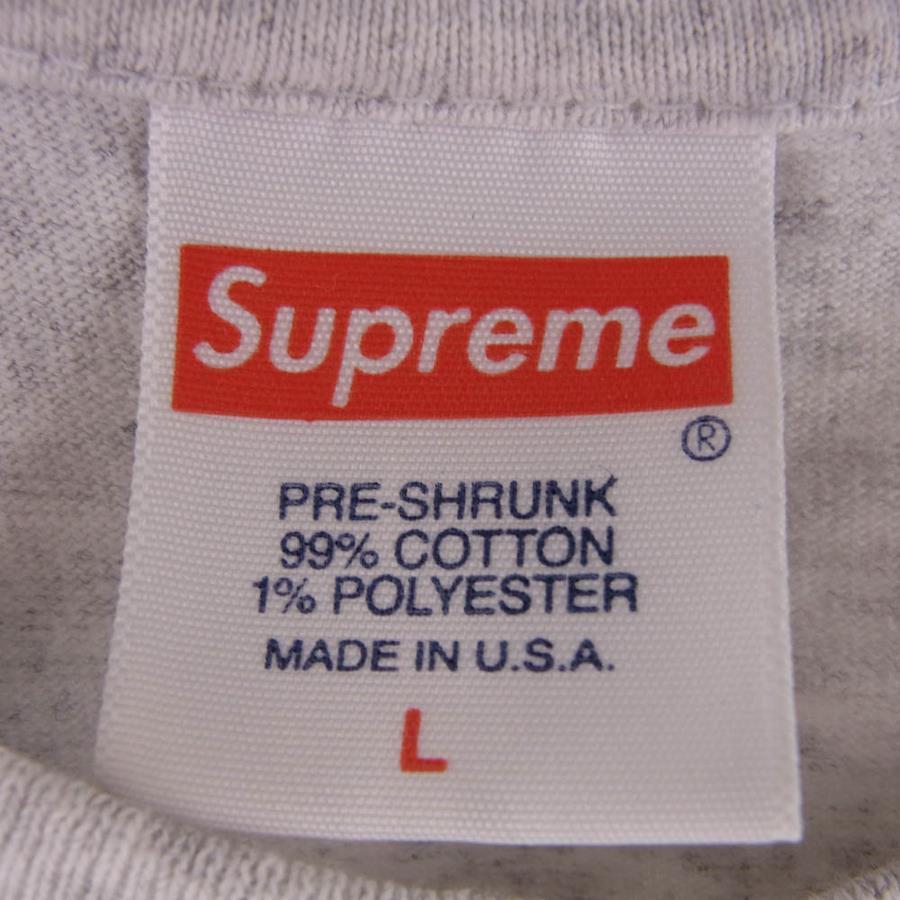 Supreme
®
PRE-SHRUNK
99% COTTON
1% POLYESTER
MADE IN U.S.A.
L